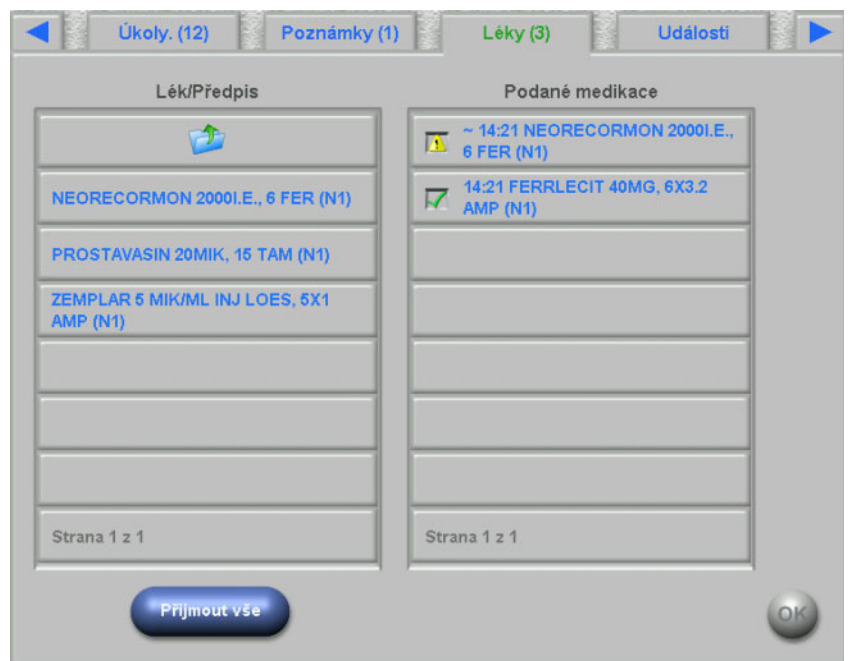 Úkoly. (12)
Poznámky (1)
Léky (3)
Události
Lék/Předpis
NEORECORMON 2000I.E., 6 FER (N1)
PROSTAVASIN 20MIK, 15 TAM (N1)
ZEMPLAR 5 MIK/ML INJ LOES, 5X1
AMP (N1)
Strana 1 z 1
Podané medikace
~ 14:21 NEORECORMON 2000I.E.,
6 FER (N1)
14:21 FERRLECIT 40MG, 6X3.2
AMP (N1)
Strana 1 z 1
Přijmout vše
OK